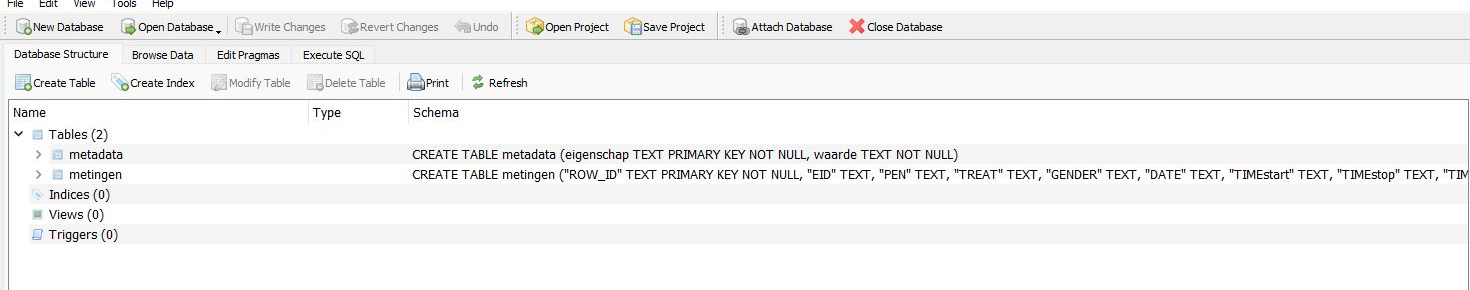 File Edit View Tools Help
New Database Open Database Write Changes Revert Changes Undo Open Project Save Project Attach Database Close Database
Database Structure Browse Data Edit Pragmas Execute SQL
Create Table Create Index Modify Table Delete Table Print Refresh
Name Type Schema
Tables (2)
metadata CREATE TABLE metadata (eigenschap TEXT PRIMARY KEY NOT NULL, waarde TEXT NOT NULL)
metingen CREATE TABLE metingen ("ROW_ID" TEXT PRIMARY KEY NOT NULL, "EID" TEXT, "PEN" TEXT, "TREAT" TEXT, "GENDER" TEXT, "DATE" TEXT, "TIMEstart" TEXT, "TIMEstop" TEXT, "TIM
Indices (0)
Views (0)
Triggers (0)